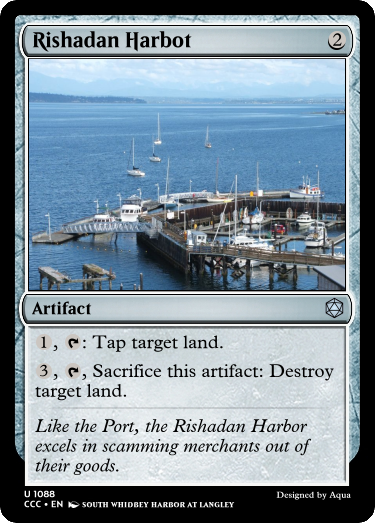 Rishadan Harbot 2
Artifact
1, : Tap target land.
3, , Sacrifice this artifact: Destroy
target land.
Like the Port, the Rishadan Harbor
excels in scamming merchants out of
their goods.
U 1088
CCC • EN SOUTH WHIDBEY HARBOR AT LANGLEY
Designed by Aqua